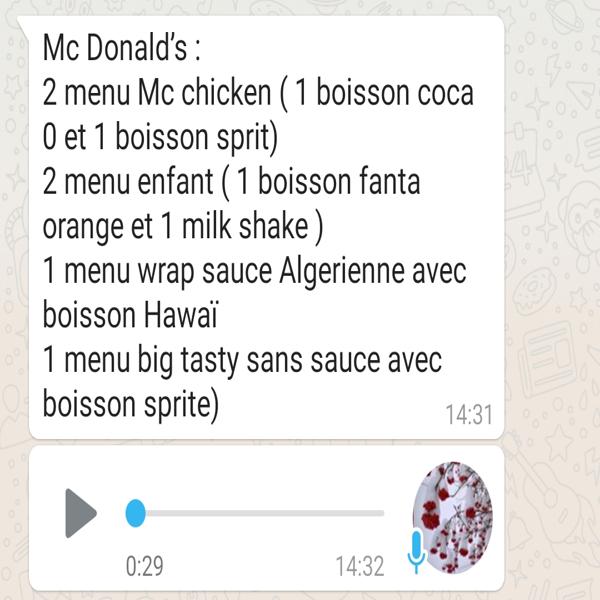 Mc Donald's :
2 menu Mc chicken ( 1 boisson coca
0 et 1 boisson sprit)
2 menu enfant ( 1 boisson fanta
orange et 1 milk shake )
1 menu wrap sauce Algerienne avec
boisson Hawaï
1 menu big tasty sans sauce avec
boisson sprite)
14:31
0:29
14:32